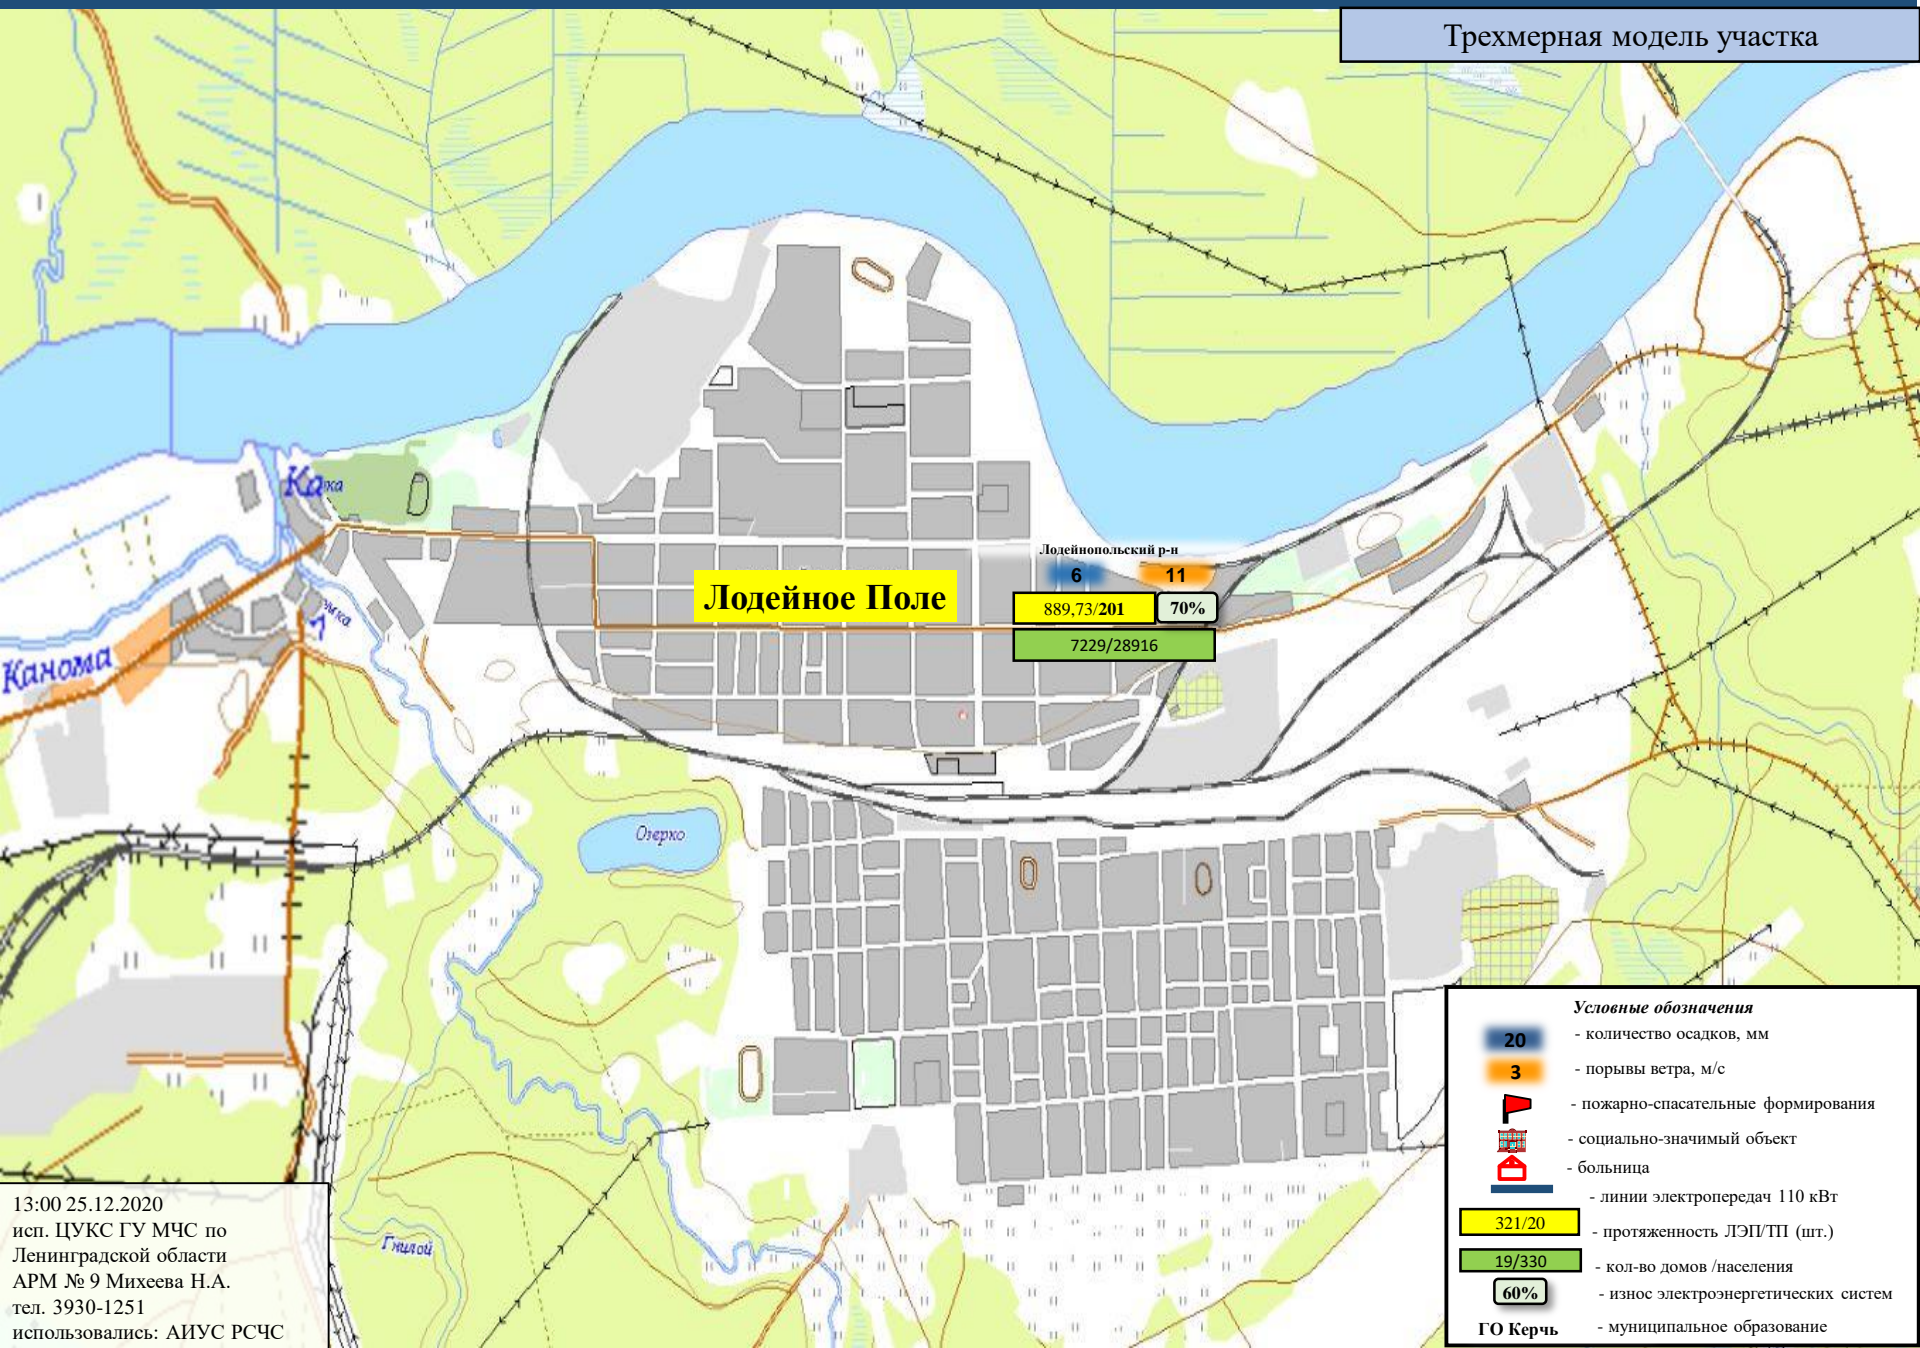 Трехмерная модель участка
Ка
ка
Лодейнопольский р-н
6
11
Лодейное Поле
889,73/201
70%
7229/28916
Канома
Озерко
Гнилой
Условные обозначения
20 - количество осадков, мм
3 - порывы ветра, м/с
- пожарно-спасательные формирования
- социально-значимый объект
- больница
- линии электропередач 110 кВт
321/20 - протяженность ЛЭП/ТП (шт.)
19/330 - кол-во домов /населения
60% - износ электроэнергетических систем
ГО Керчь - муниципальное образование
13:00 25.12.2020
исп. ЦУКС ГУ МЧС по
Ленинградской области
АРМ № 9 Михеева Н.А.
тел. 3930-1251
использовались: АИУС РСЧС